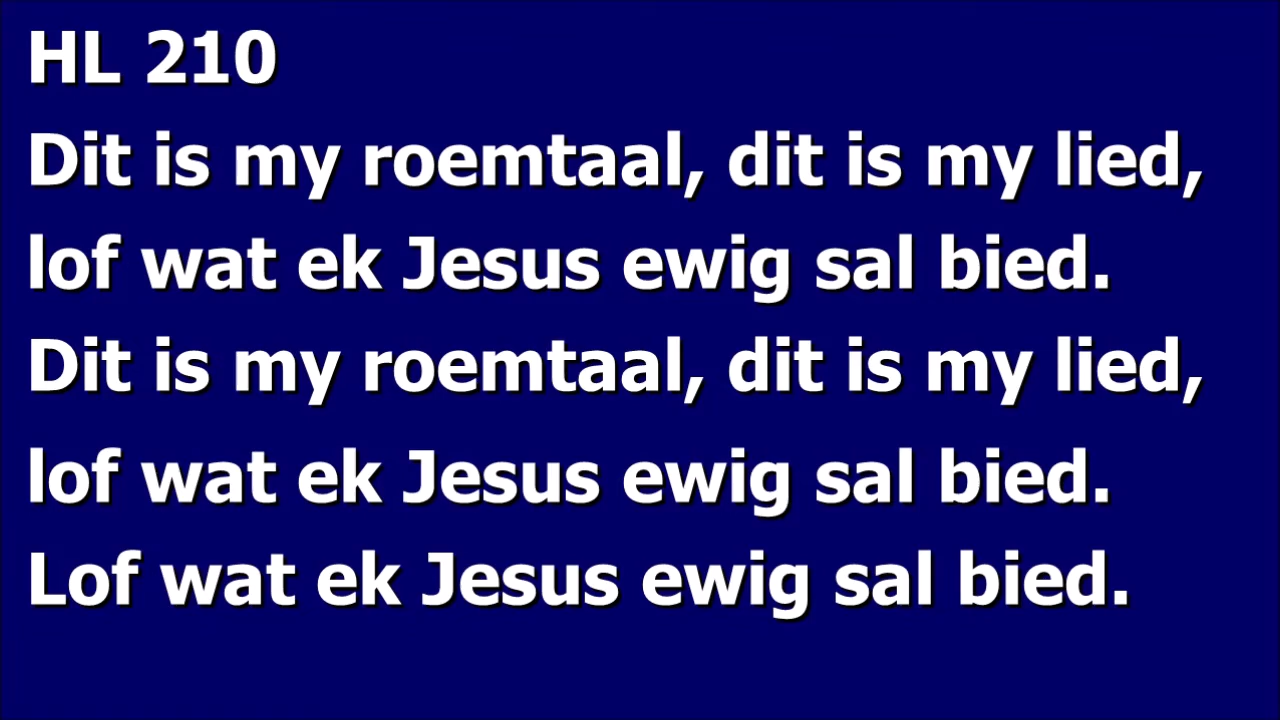 HL 210
Dit is my roemtaal, dit is my lied,
lof wat ek Jesus ewig sal bied.
Dit is my roemtaal, dit is my lied,
lof wat ek Jesus ewig sal bied.
Lof wat ek Jesus ewig sal bied.